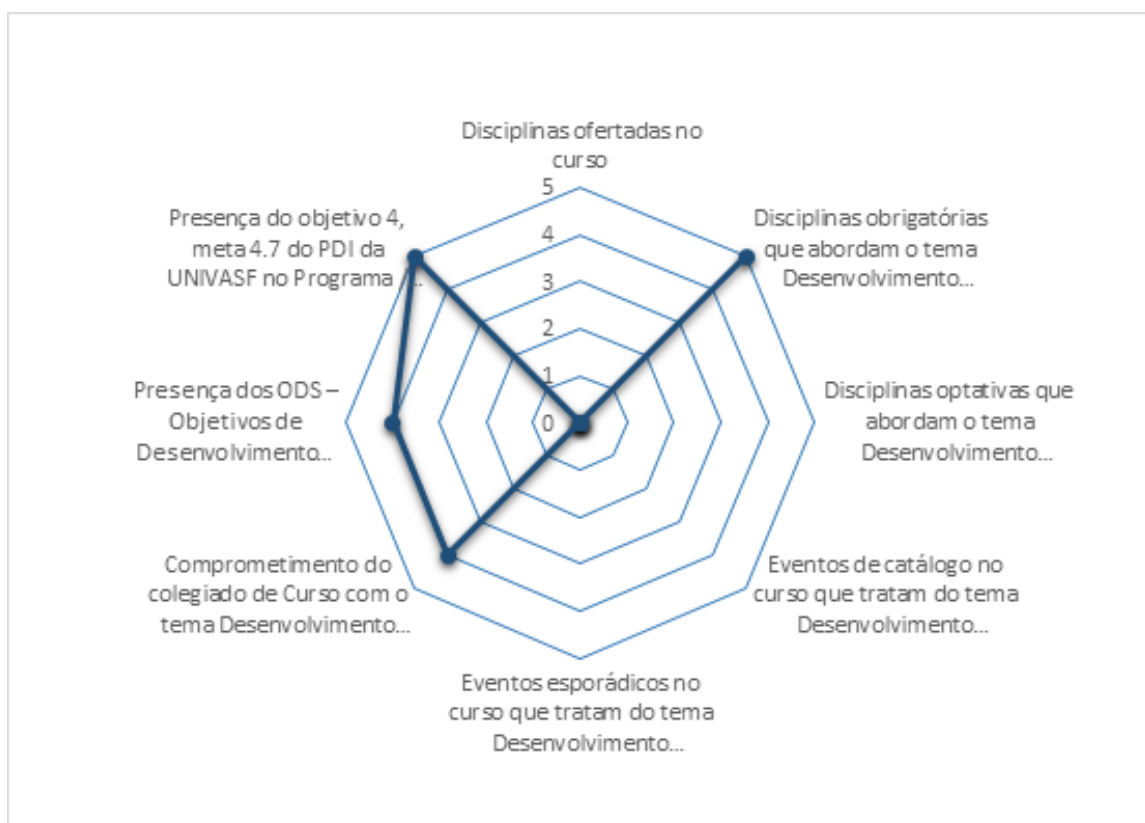 Disciplinas ofertadas no
curso
5
4
3
2
1
0
Disciplinas obrigatórias
que abordam o tema
Desenvolvimento...
Disciplinas optativas que
abordam o tema
Desenvolvimento...
Eventos de catálogo no
curso que tratam do tema
Desenvolvimento...
Eventos esporádicos no
curso que tratam do tema
Desenvolvimento...
Comprometimento do
colegiado de Curso com o
tema Desenvolvimento...
Presença dos ODS –
Objetivos de
Desenvolvimento...
Presença do objetivo 4,
meta 4.7 do PDI da
UNIVASF no Programa /...